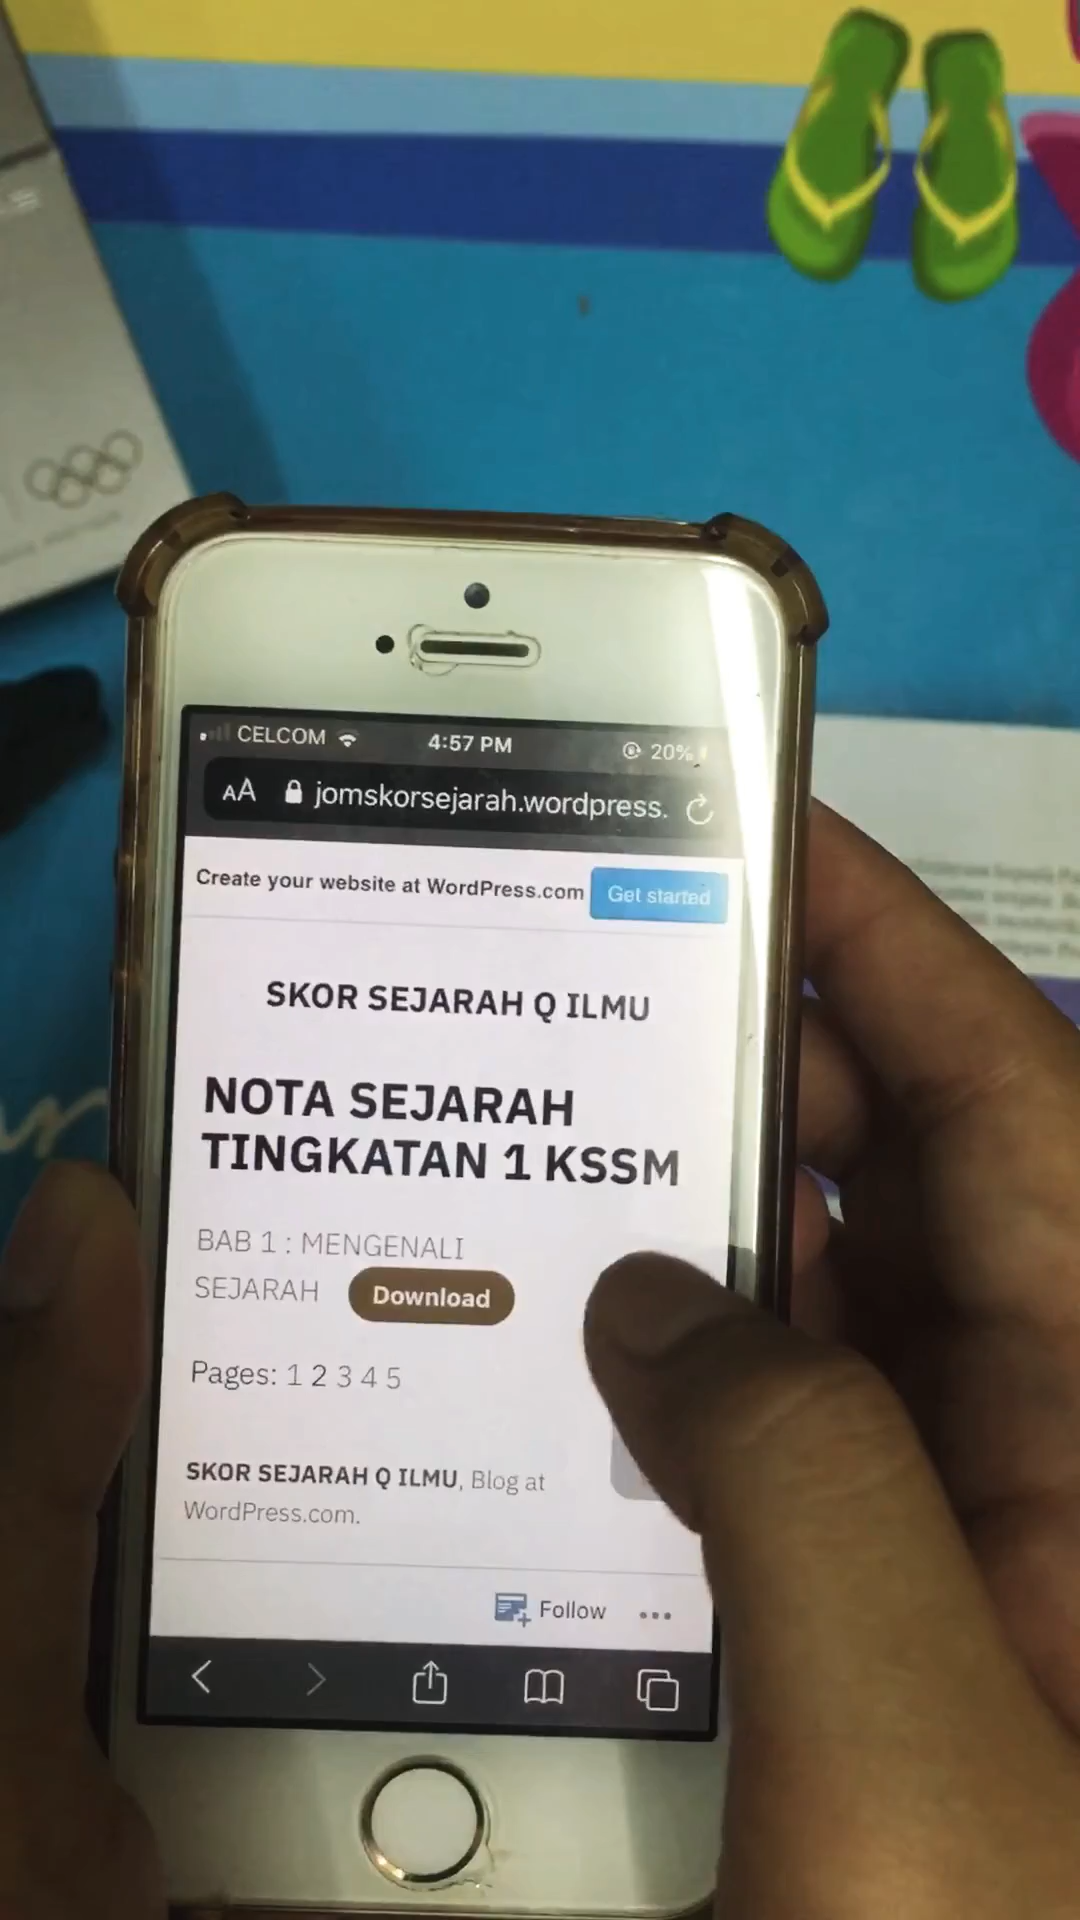 CELCOM 4:57 PM 20%
AA jomskorsejarah.wordpress.
Create your website at WordPress.com Get started
SKOR SEJARAH Q ILMU
NOTA SEJARAH
TINGKATAN 1 KSSM
BAB 1 : MENGENALI
SEJARAH Download
Pages: 1 2 3 4 5
SKOR SEJARAH Q ILMU, Blog at
WordPress.com.
Follow